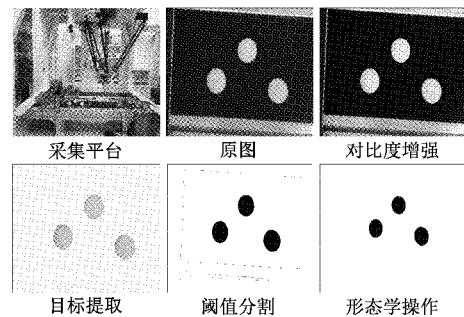 采集平台
原图
对比度增强
目标提取
阈值分割
形态学操作